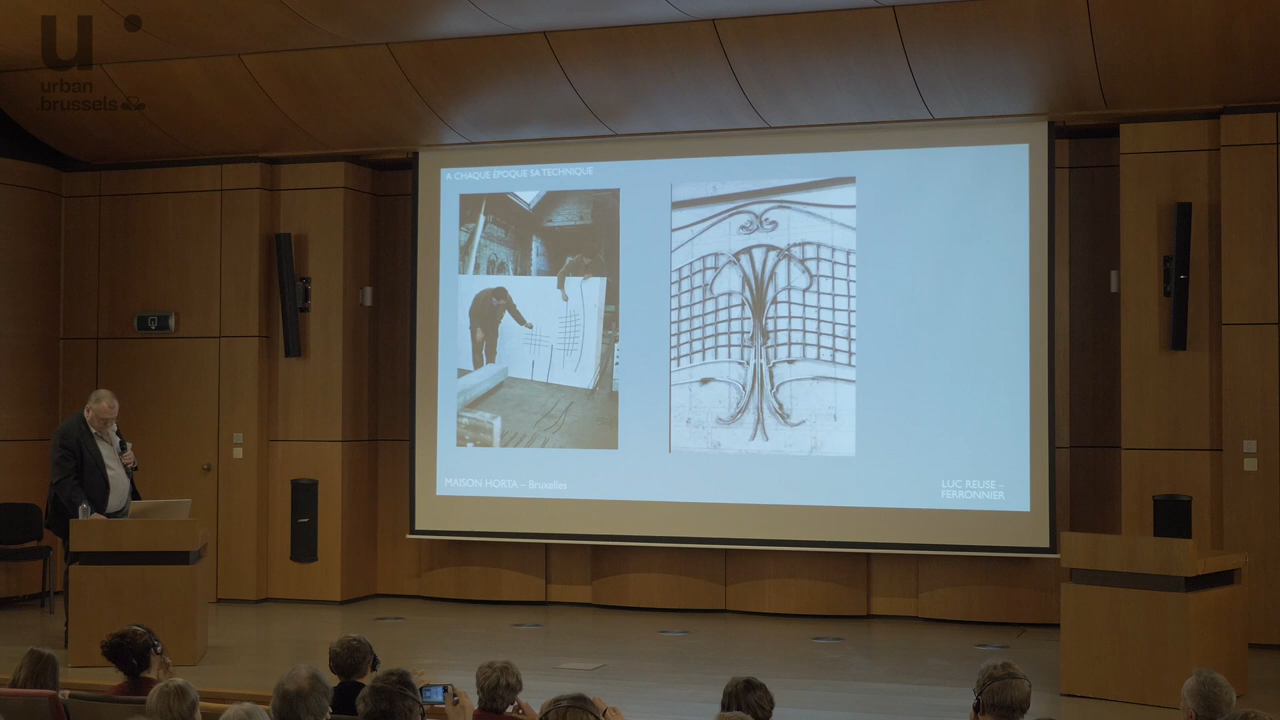 urban
.brussels
A CHAQUE ÉPOQUE SA TECHNIQUE
MAISON HORTA – Bruxelles
LUC REUSE –
FERRONNIER